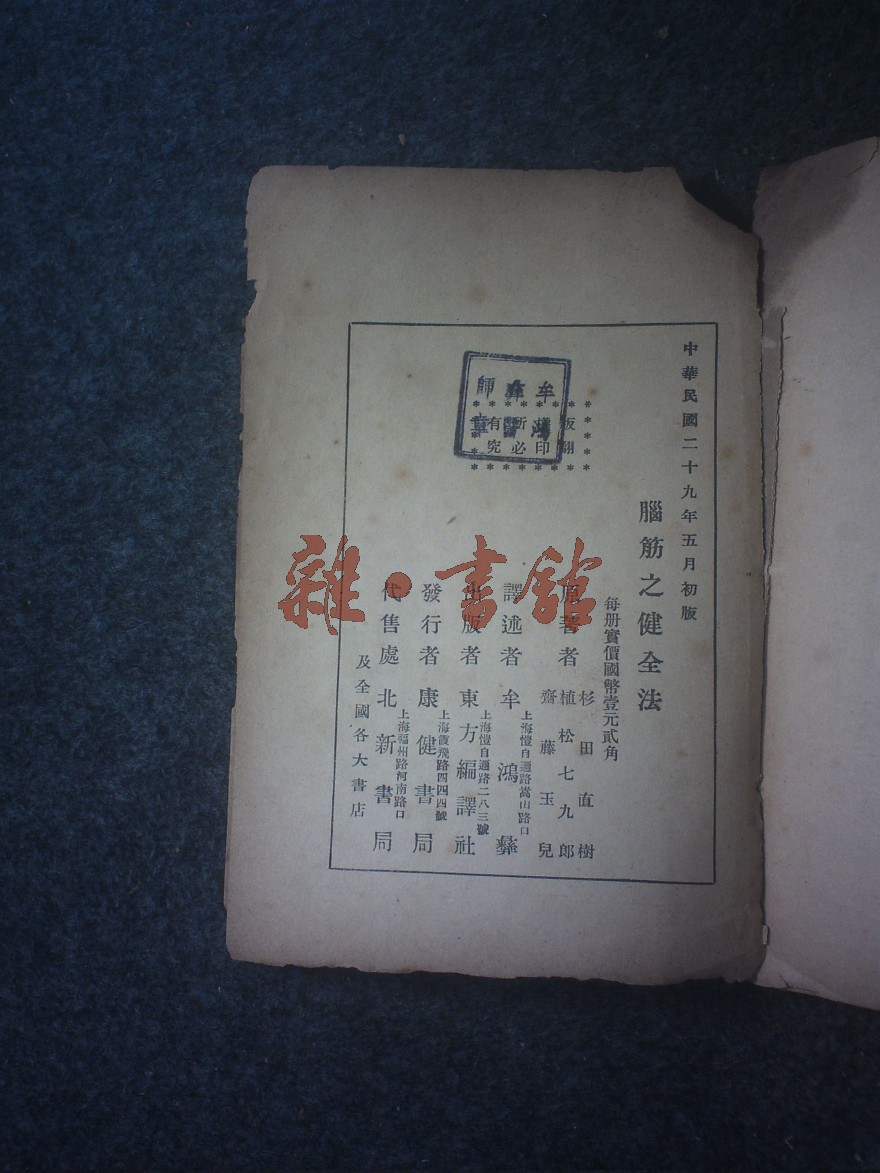 中華民國二十九年五月初版
腦筋之健全法
每册實價國幣壹元貳角
原著者
杉田直樹
植松七九郎
齋藤玉兒
譯述者 牟鴻彝
上海愷自邇路嵩山路口
出版者 東方編譯社
上海愷自邇路二八三號
發行者 康健書局
上海霞飛路四四四號
代售處 北新書局
上海福州路河南路口
及全國各大書店
有所
究必印翻
牟
鴻
師
章
雜·書館